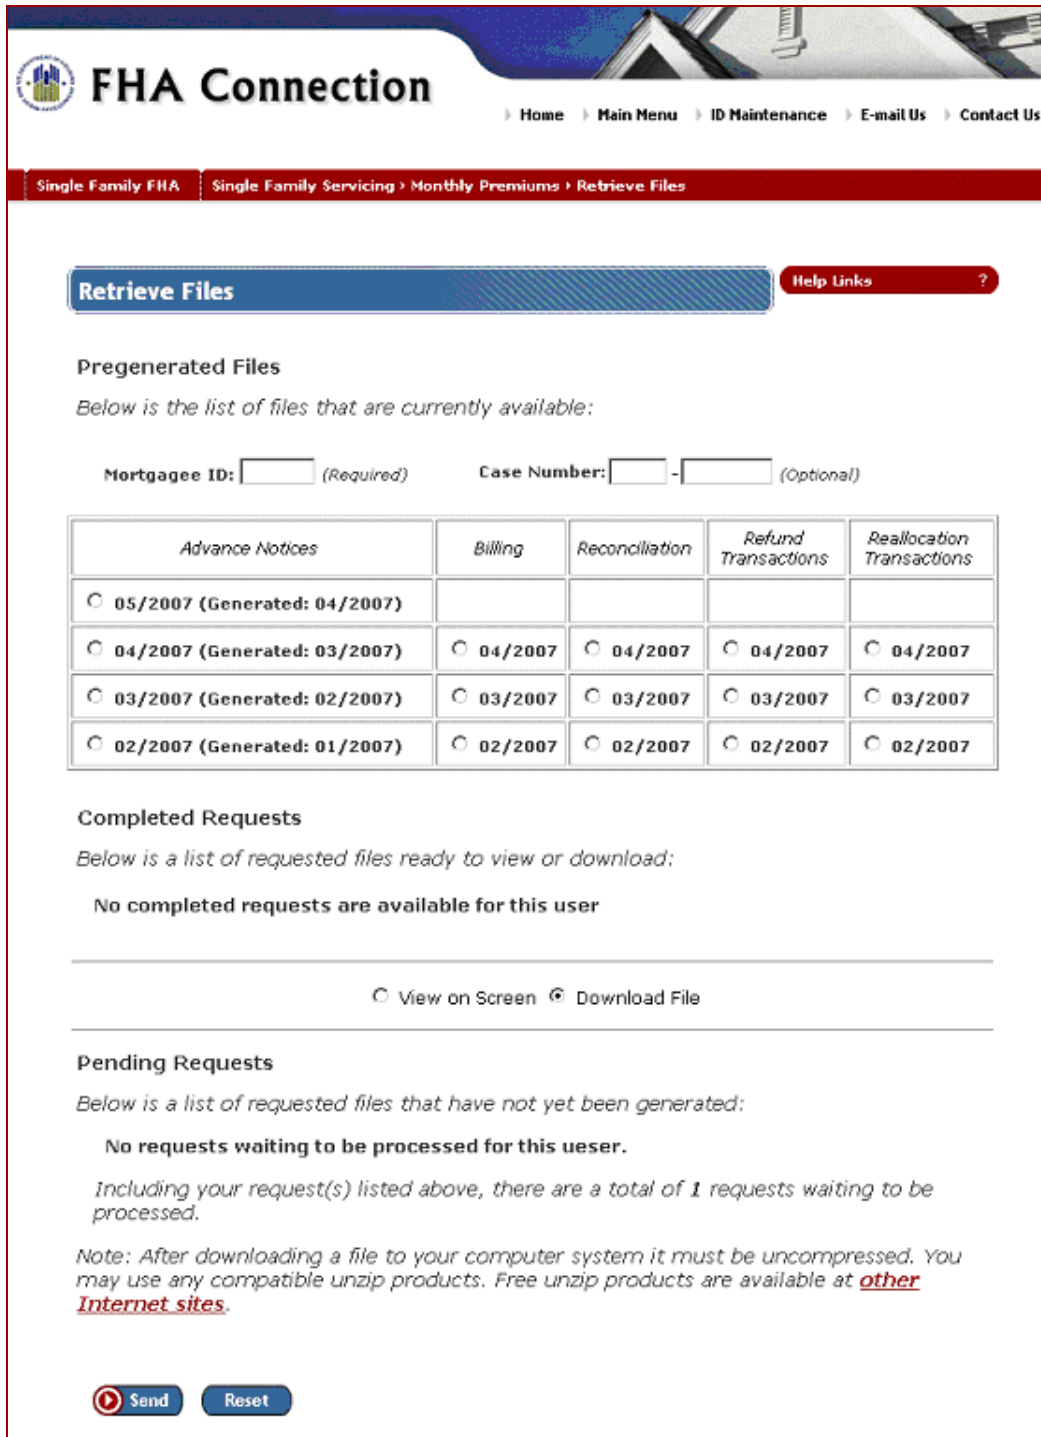 FHA Connection
Home Main Menu ID Maintenance E-mail Us Contact Us
Single Family FHA Single Family Servicing › Monthly Premiums › Retrieve Files
Retrieve Files
Help Links ?
Pregenerated Files
Below is the list of files that are currently available:
Mortgagee ID: (Required) Case Number: - (Optional)
Advance Notices Billing Reconciliation Refund Transactions Reallocation Transactions
05/2007 (Generated: 04/2007)
04/2007 (Generated: 03/2007) 04/2007 04/2007 04/2007 04/2007
03/2007 (Generated: 02/2007) 03/2007 03/2007 03/2007 03/2007
02/2007 (Generated: 01/2007) 02/2007 02/2007 02/2007 02/2007
Completed Requests
Below is a list of requested files ready to view or download:
No completed requests are available for this user
View on Screen Download File
Pending Requests
Below is a list of requested files that have not yet been generated:
No requests waiting to be processed for this ueser.
Including your request(s) listed above, there are a total of 1 requests waiting to be
processed.
Note: After downloading a file to your computer system it must be uncompressed. You
may use any compatible unzip products. Free unzip products are available at other
Internet sites.
Send Reset